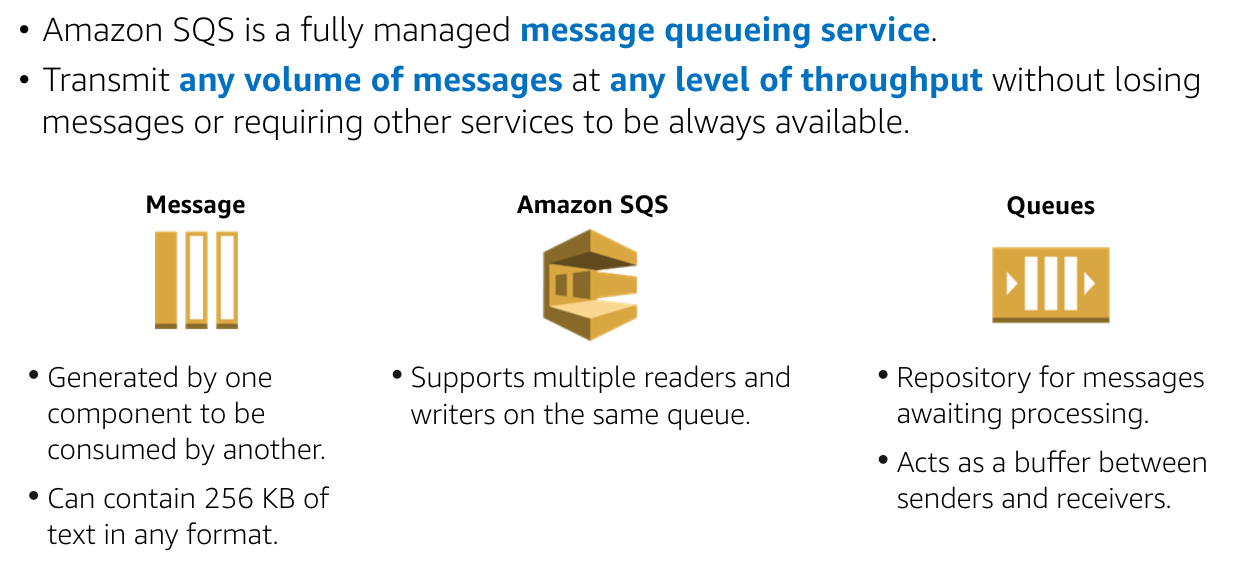 • Amazon SQS is a fully managed message queueing service.
• Transmit any volume of messages at any level of throughput without losing
messages or requiring other services to be always available.
Message
• Generated by one
component to be
consumed by another.
• Can contain 256 KB of
text in any format.
Amazon SQS
• Supports multiple readers and
writers on the same queue.
Queues
• Repository for messages
awaiting processing.
• Acts as a buffer between
senders and receivers.